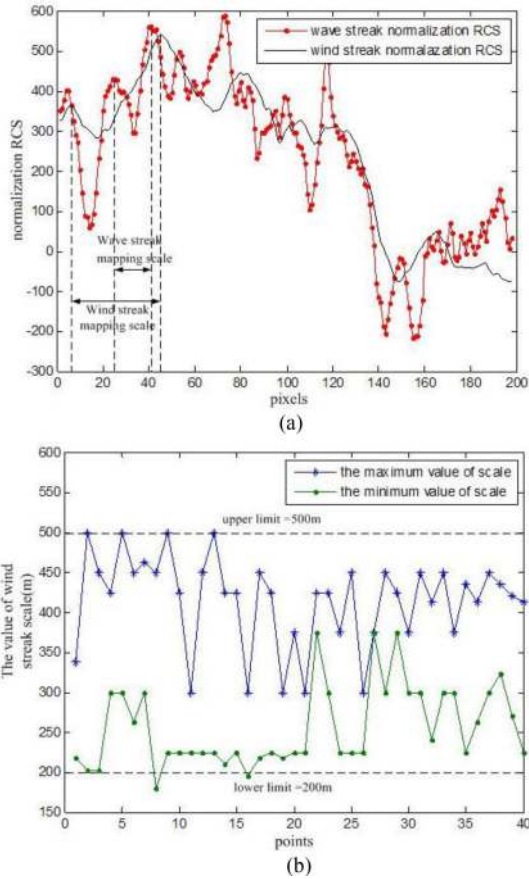 600
500
400
300
200
100
0
-100
-200
-300
normalization RCS
wave streak normalization RCS
wind streak normalazation RCS
Wave streak
mapping scale
Wind streak
mapping scale
0 20 40 60 80 100 120 140 160 180 200
pixels
(a)
600
550
500
450
400
350
300
250
200
150
The value of wind
streak scale(m)
the maximum value of scale
the minimum value of scale
upper limit =500m
lower limit =200m
0 5 10 15 20 25 30 35 40
points
(b)